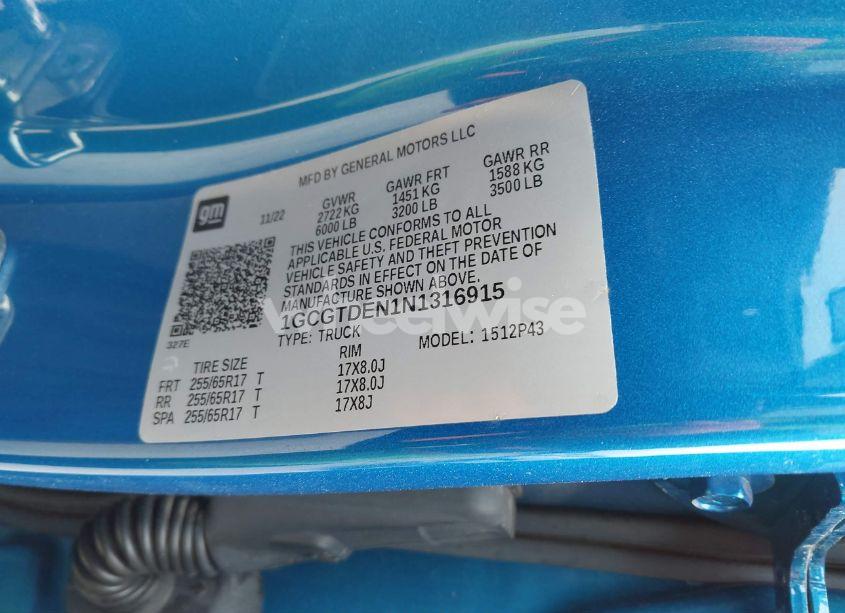 MFD BY GENERAL MOTORS LLC
gm
11/22
GVWR GAWR FRT GAWR RR
2722 KG 1451 KG 1588 KG
6000 LB 3200 LB 3500 LB
THIS VEHICLE CONFORMS TO ALL
APPLICABLE U.S. FEDERAL MOTOR
VEHICLE SAFETY AND THEFT PREVENTION
STANDARDS IN EFFECT ON THE DATE OF
MANUFACTURE SHOWN ABOVE.
1GCGTDEN1N1316915
TYPE: TRUCK MODEL: 1512P43
327E
TIRE SIZE RIM
FRT 255/65R17 T 17X8.0J
RR 255/65R17 T 17X8.0J
SPA 255/65R17 T 17X8J